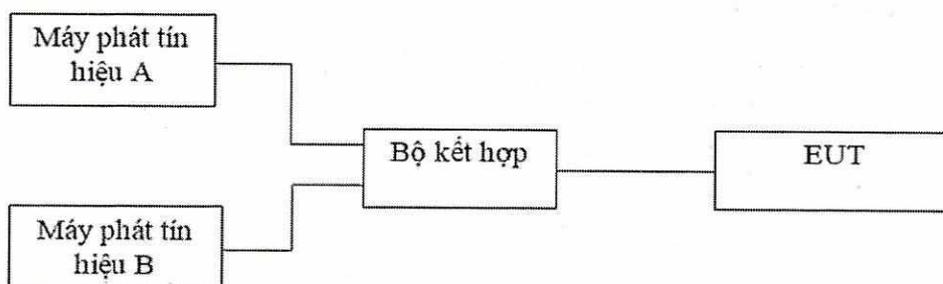 Máy phát tín
hiệu A
Bộ kết hợp
EUT
Máy phát tín
hiệu B